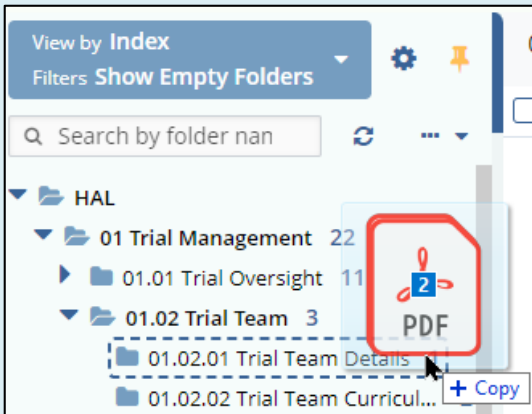 View by Index
Filters Show Empty Folders
Search by folder nan
HAL
01 Trial Management 22
01.01 Trial Oversight 11
2
PDF
01.02 Trial Team 3
01.02.01 Trial Team Details
+ Copy
01.02.02 Trial Team Curricul...